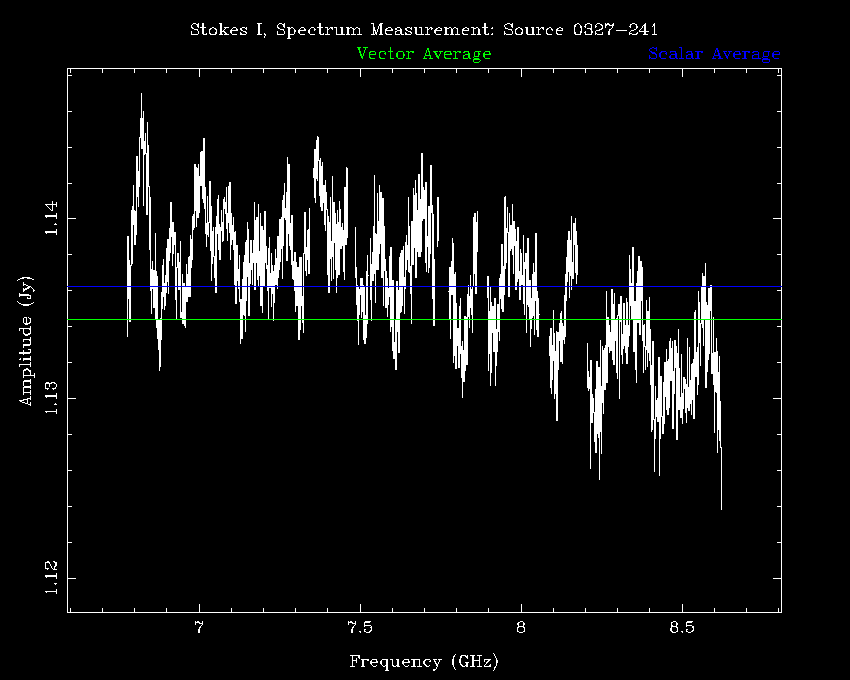 Stokes I, Spectrum Measurement: Source 0327-241
Vector Average
Scalar Average
1.14
1.13
1.12
Amplitude (Jy)
7
7.5
8
8.5
Frequency (GHz)